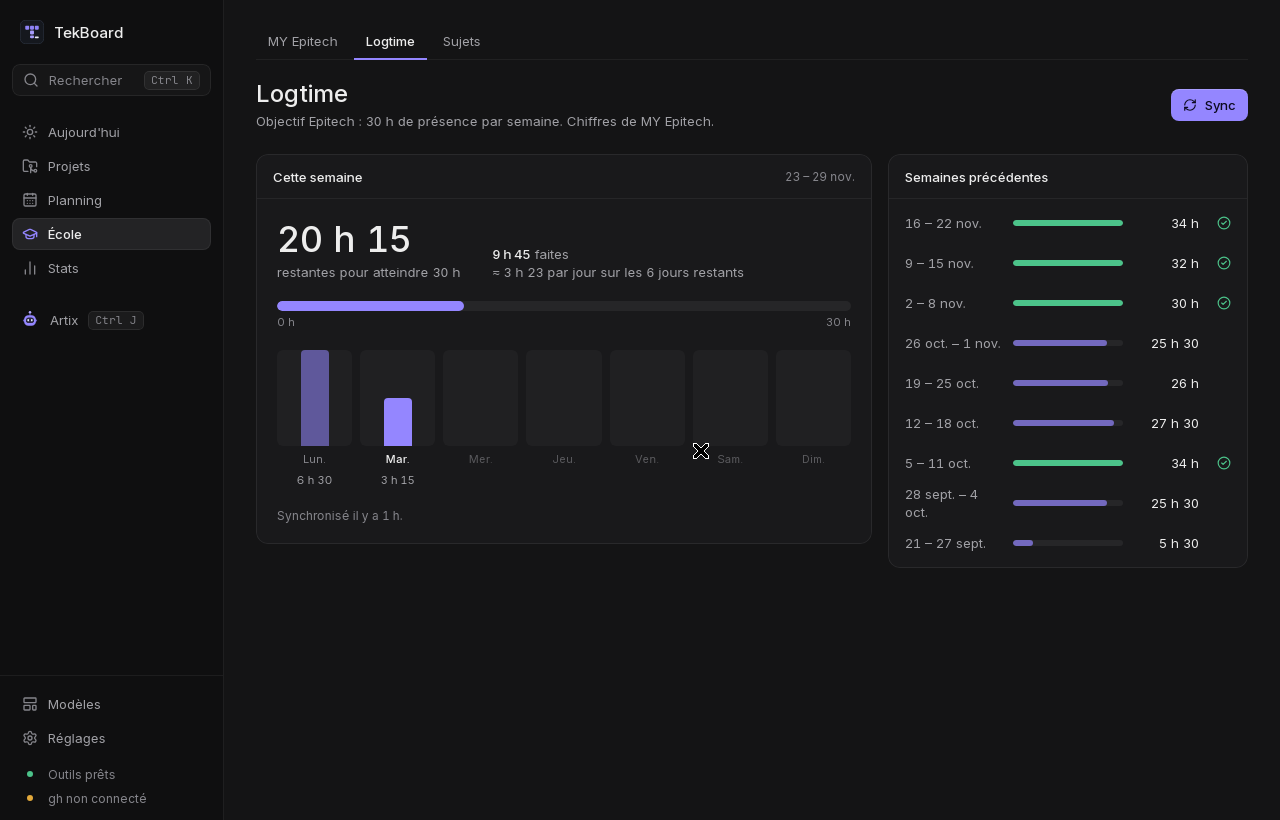 TekBoard
Rechercher
Ctrl K
Aujourd'hui
Projets
Planning
École
Stats
Artix
Ctrl J
Modèles
Réglages
Outils prêts
gh non connecté
MY Epitech
Logtime
Sujets
Logtime
Objectif Epitech : 30 h de présence par semaine. Chiffres de MY Epitech.
Sync
Cette semaine
23 – 29 nov.
20 h 15
restantes pour atteindre 30 h
9 h 45 faites
≈ 3 h 23 par jour sur les 6 jours restants
0 h
30 h
Lun.
Mar.
Mer.
Jeu.
Ven.
Sam.
Dim.
6 h 30
3 h 15
Synchronisé il y a 1 h.
Semaines précédentes
16 – 22 nov.
34 h
9 – 15 nov.
32 h
2 – 8 nov.
30 h
26 oct. – 1 nov.
25 h 30
19 – 25 oct.
26 h
12 – 18 oct.
27 h 30
5 – 11 oct.
34 h
28 sept. – 4
oct.
25 h 30
21 – 27 sept.
5 h 30